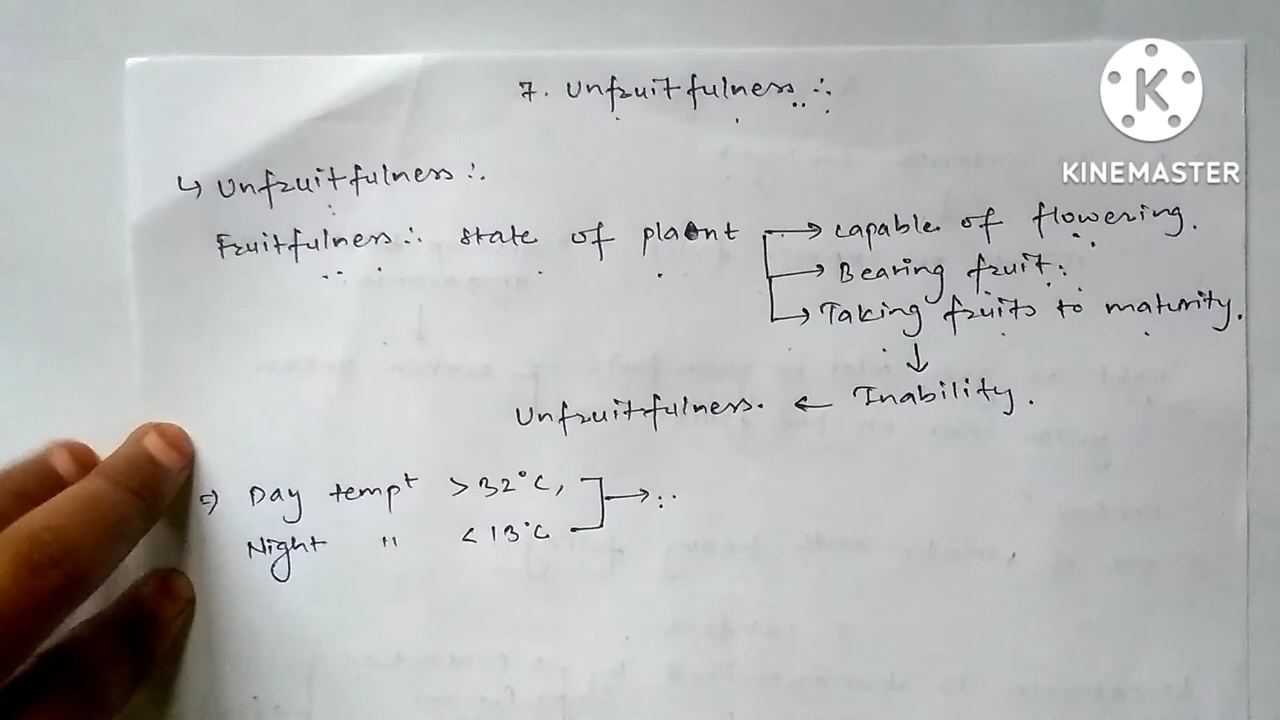 7. Unfruitfulness :.
K
KINEMASTER
↳ Unfruitfulness :.
Fruitfulness :. state of plant → capable of flowering.
→ Bearing fruit.
→ Taking fruits to maturity.
↓
Unfruitfulness. ← Inability.
⇒ Day tempt > 32°C, ] → :.
Night " < 13°C